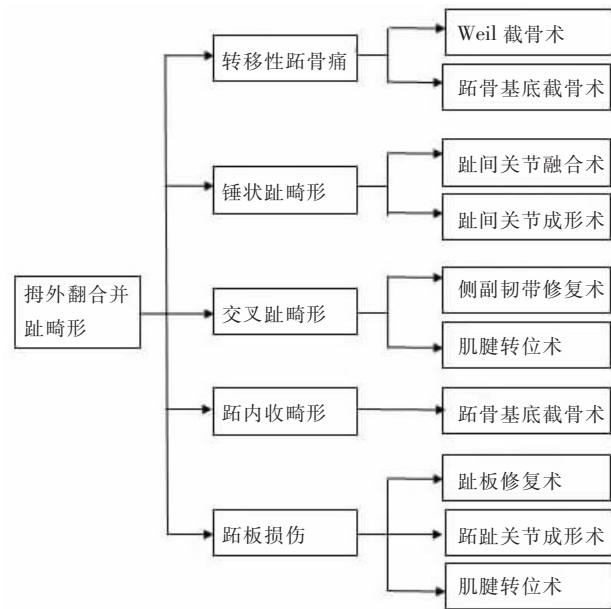 转移性跖骨痛
Weil 截骨术
跖骨基底截骨术
锤状趾畸形
趾间关节融合术
趾间关节成形术
拇外翻合并
趾畸形
交叉趾畸形
侧副韧带修复术
肌腱转位术
跖内收畸形
跖骨基底截骨术
跖板损伤
趾板修复术
跖趾关节成形术
肌腱转位术